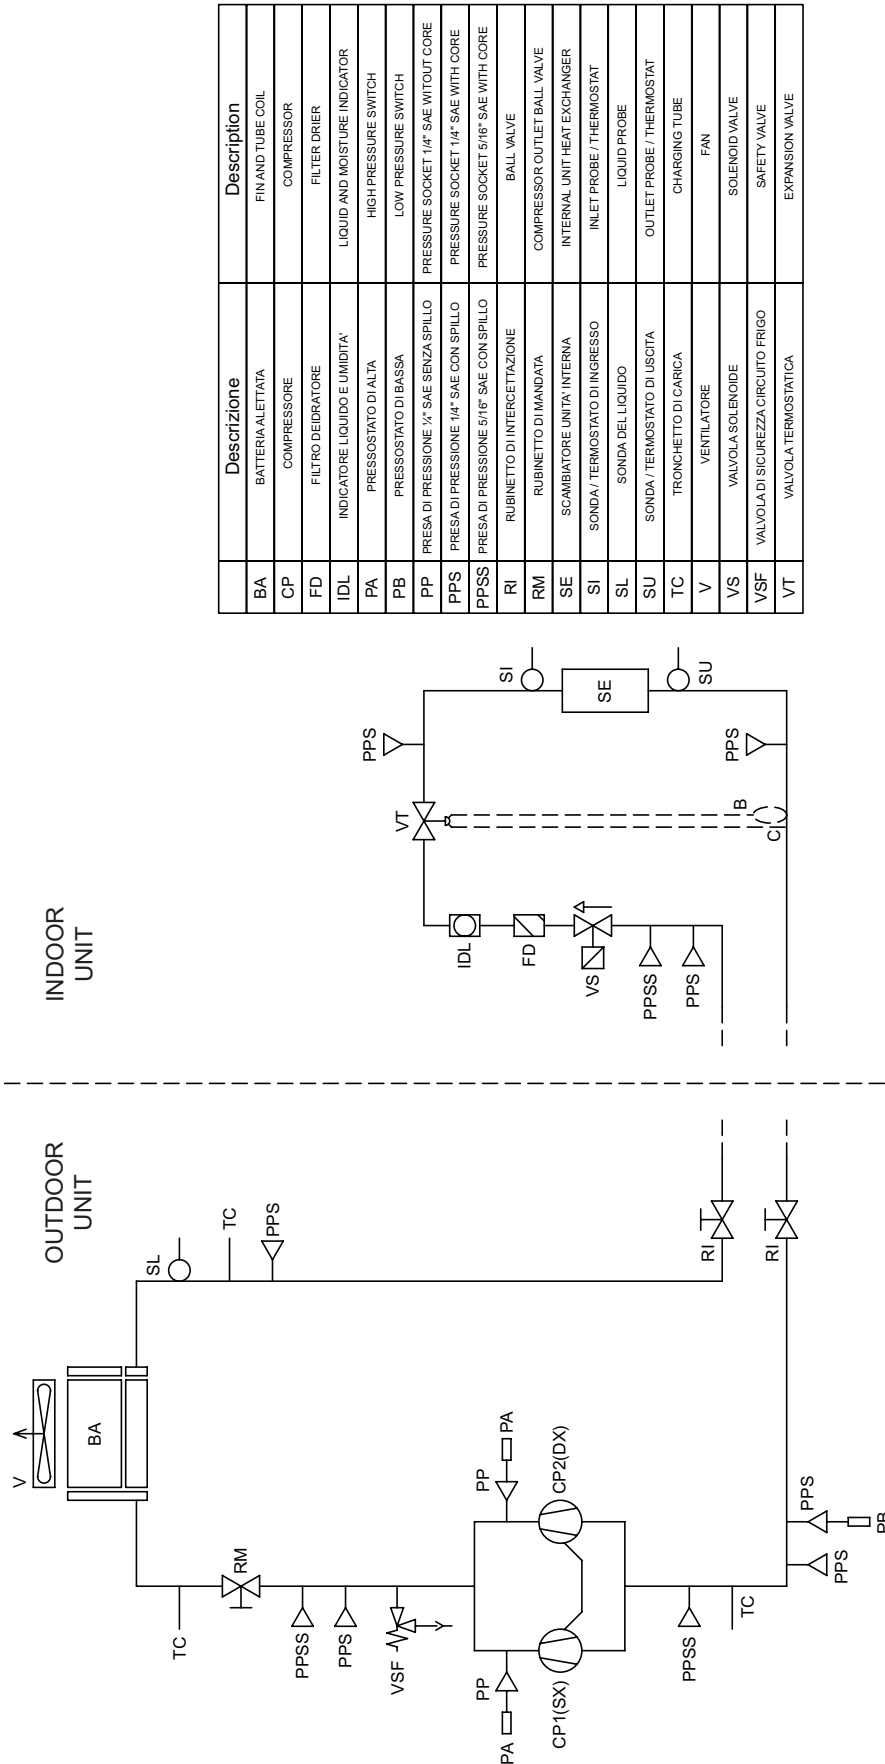 OUTDOOR
UNIT
INDOOR
UNIT
V
BA
SL
TC
PPS
RM
TC
PPSS
PPS
VSF
PP
PA
PP
PA
CP1(SX)
CP2(DX)
PPSS
TC
PPS
PPS
PB
RI
RI
IDL
FD
VS
PPSS
PPS
VT
PPS
SI
SE
SU
PPS
B
C
Descrizione Description
BA BATTERIA ALETTATA FIN AND TUBE COIL
CP COMPRESSORE COMPRESSOR
FD FILTRO DEIDRATORE FILTER DRIER
IDL INDICATORE LIQUIDO E UMIDITA' LIQUID AND MOISTURE INDICATOR
PA PRESSOSTATO DI ALTA HIGH PRESSURE SWITCH
PB PRESSOSTATO DI BASSA LOW PRESSURE SWITCH
PP PRESA DI PRESSIONE ¼" SAE SENZA SPILLO PRESSURE SOCKET 1/4" SAE WITOUT CORE
PPS PRESA DI PRESSIONE 1/4" SAE CON SPILLO PRESSURE SOCKET 1/4" SAE WITH CORE
PPSS PRESA DI PRESSIONE 5/16" SAE CON SPILLO PRESSURE SOCKET 5/16" SAE WITH CORE
RI RUBINETTO DI INTERCETTAZIONE BALL VALVE
RM RUBINETTO DI MANDATA COMPRESSOR OUTLET BALL VALVE
SE SCAMBIATORE UNITA' INTERNA INTERNAL UNIT HEAT EXCHANGER
SI SONDA / TERMOSTATO DI INGRESSO INLET PROBE / THERMOSTAT
SL SONDA DEL LIQUIDO LIQUID PROBE
SU SONDA / TERMOSTATO DI USCITA OUTLET PROBE / THERMOSTAT
TC TRONCHETTO DI CARICA CHARGING TUBE
V VENTILATORE FAN
VS VALVOLA SOLENOIDE SOLENOID VALVE
VSF VALVOLA DI SICUREZZA CIRCUITO FRIGO SAFETY VALVE
VT VALVOLA TERMOSTATICA EXPANSION VALVE